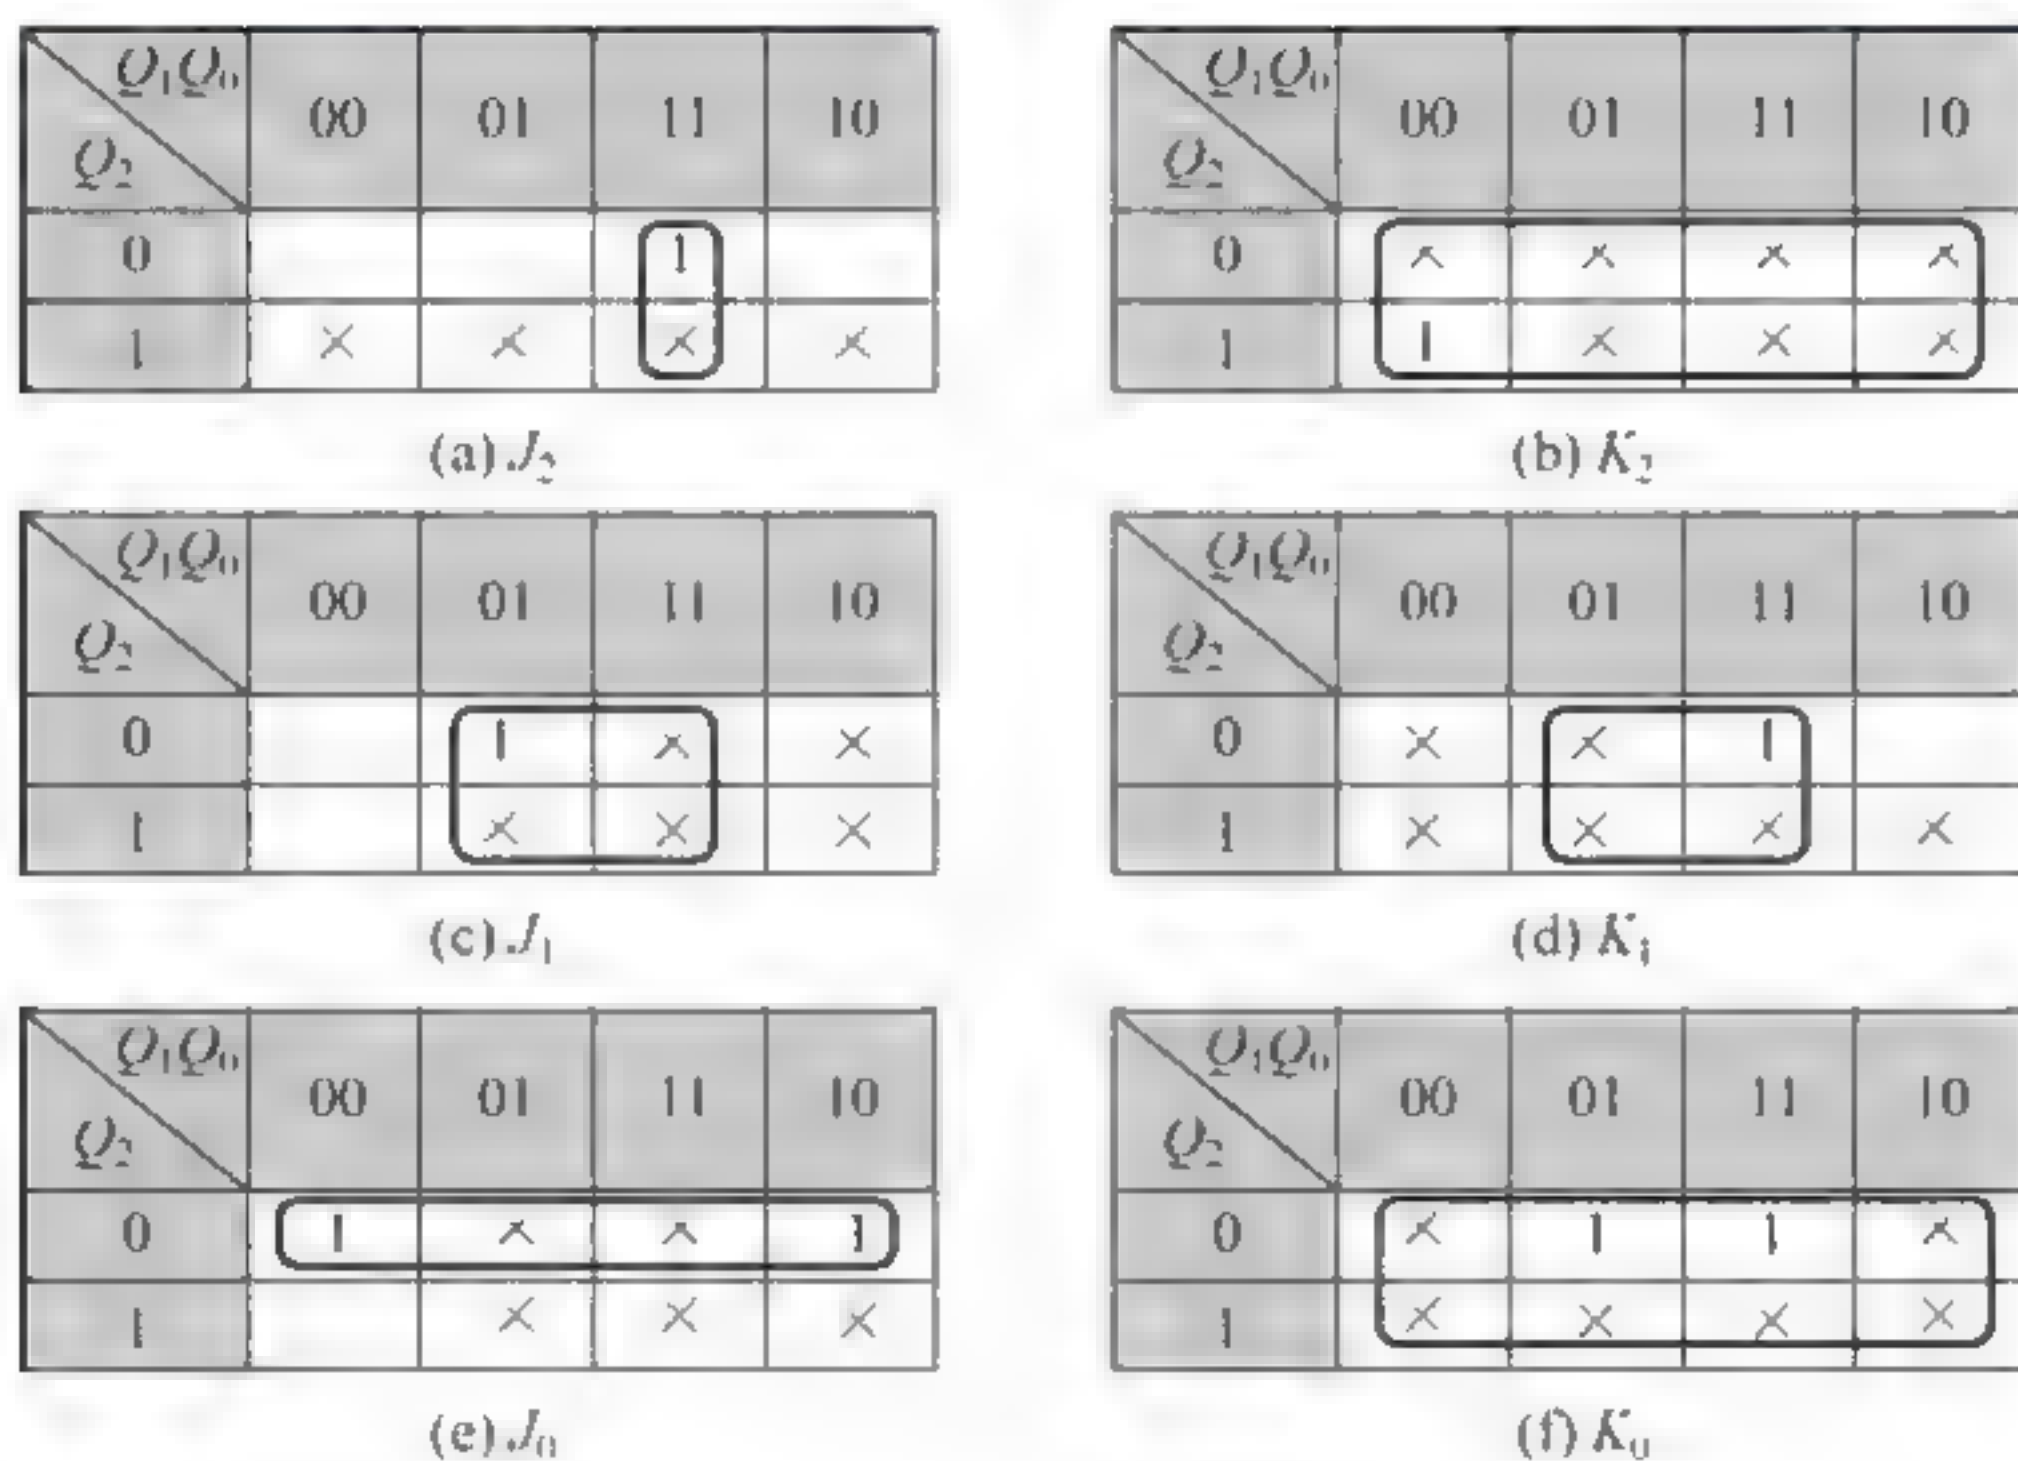 Q₁Q₀ 00 01 11 10
Q₂
0 1
1 × × × ×
(a) J₂
Q₁Q₀ 00 01 11 10
Q₂
0 × × × ×
1 1 × × ×
(b) K₂
Q₁Q₀ 00 01 11 10
Q₂
0 1 × ×
1 × × ×
(c) J₁
Q₁Q₀ 00 01 11 10
Q₂
0 × × 1
1 × × × ×
(d) K₁
Q₁Q₀ 00 01 11 10
Q₂
0 1 × × 1
1 × × ×
(e) J₀
Q₁Q₀ 00 01 11 10
Q₂
0 × 1 1 ×
1 × × × ×
(f) K₀